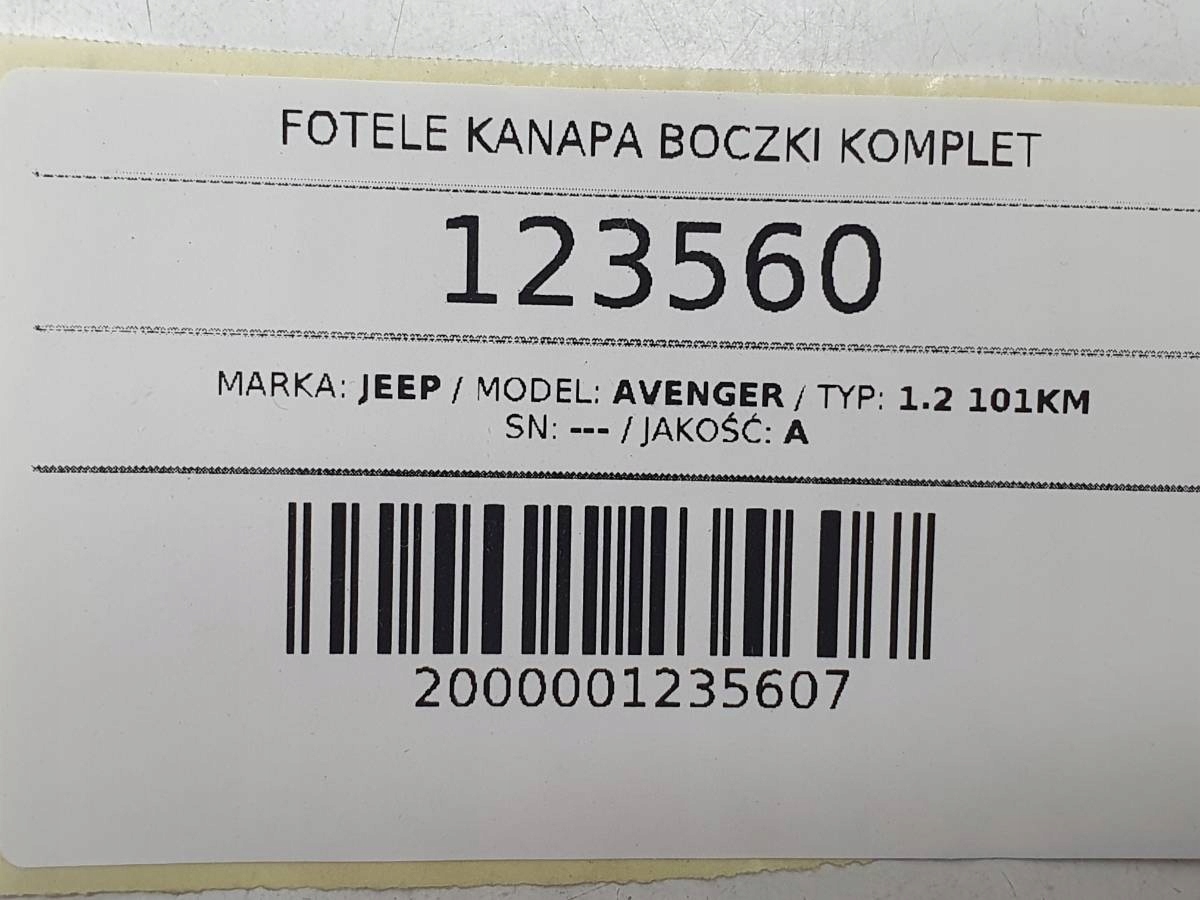 FOTELE KANAPA BOCZKI KOMPLET
123560
MARKA: JEEP / MODEL: AVENGER / TYP: 1.2 101KM
SN: --- / JAKOŚĆ: A
2000001235607